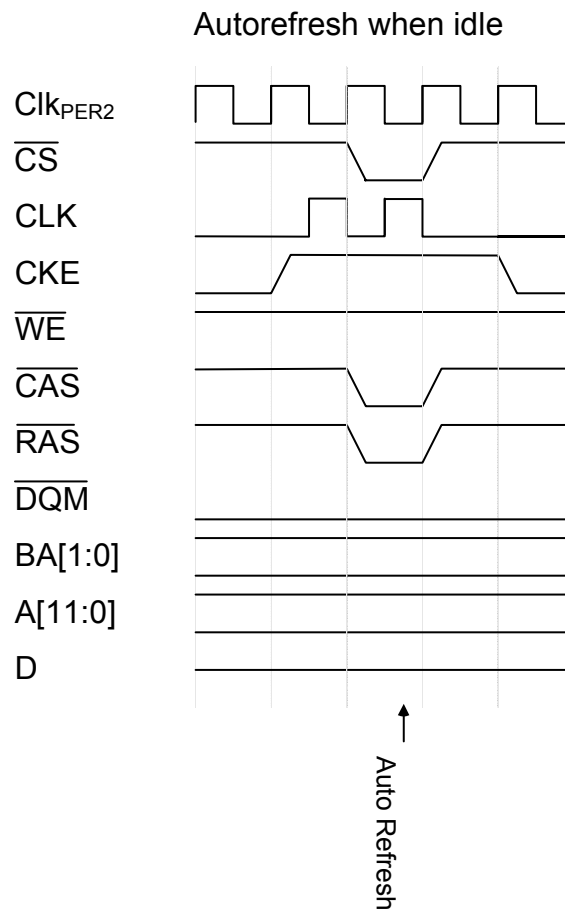 Autorefresh when idle
ClkPER2
CS
CLK
CKE
WE
CAS
RAS
DQM
BA[1:0]
A[11:0]
D
Auto Refresh